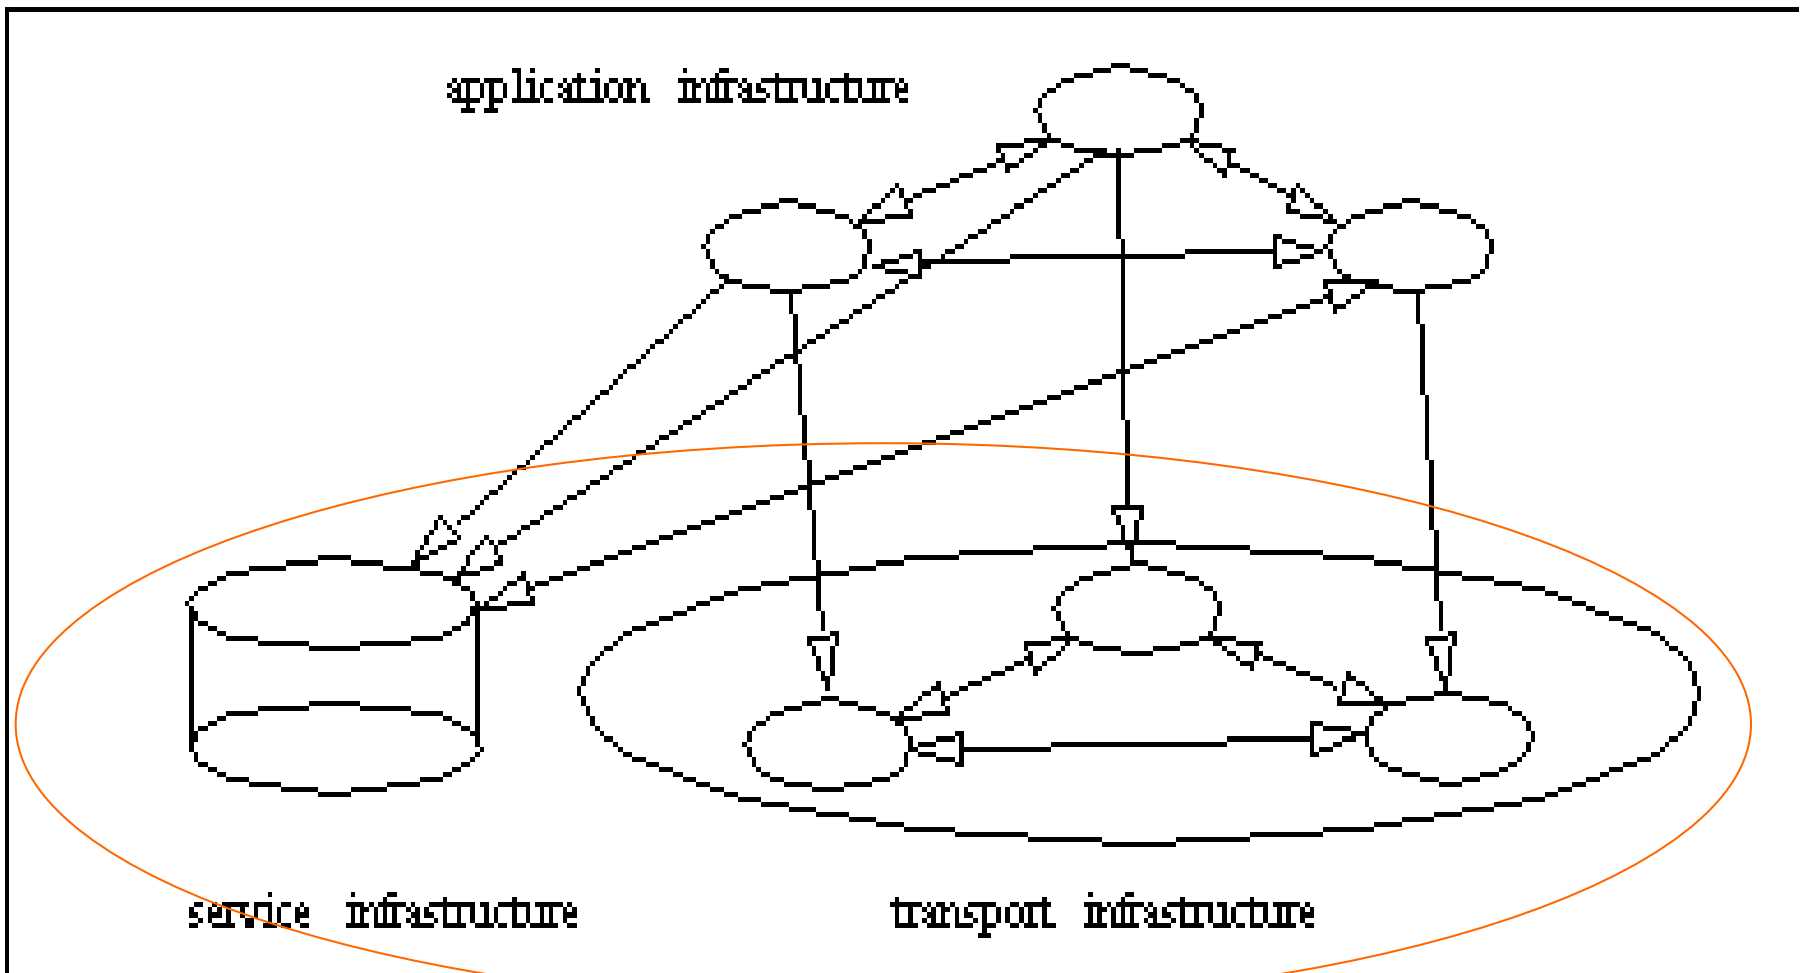 application infrastructure
service infrastructure
transport infrastructure